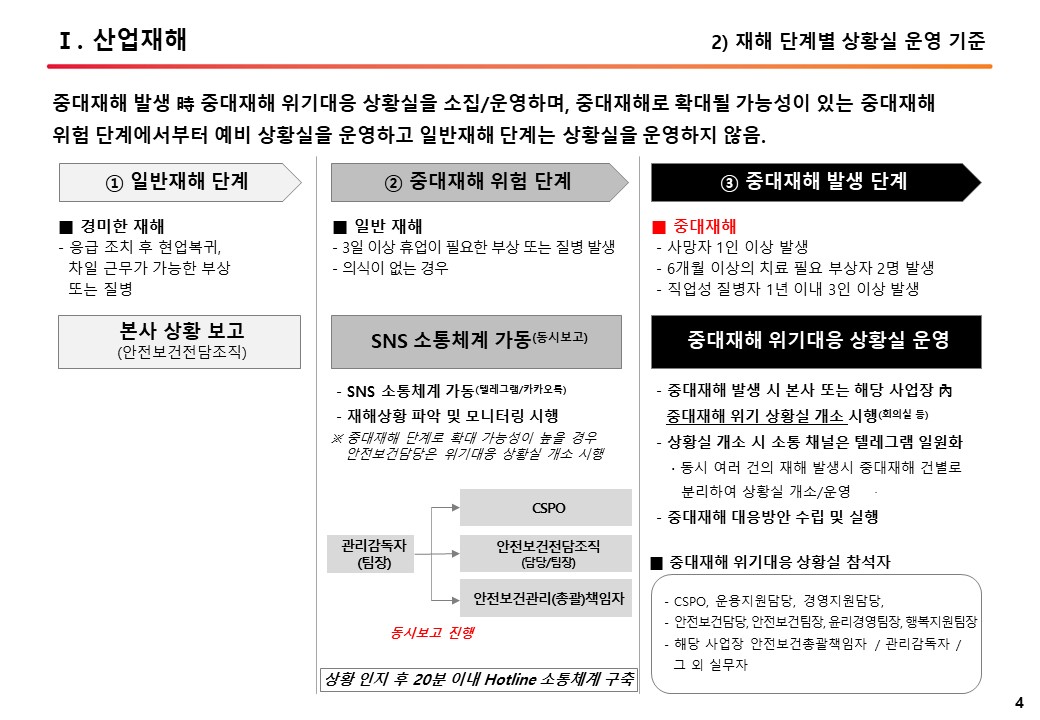 Ⅰ. 산업재해
2) 재해 단계별 상황실 운영 기준
중대재해 발생 時 중대재해 위기대응 상황실을 소집/운영하며, 중대재해로 확대될 가능성이 있는 중대재해
위험 단계에서부터 예비 상황실을 운영하고 일반재해 단계는 상황실을 운영하지 않음.
① 일반재해 단계
■ 경미한 재해
- 응급 조치 후 현업복귀,
차일 근무가 가능한 부상
또는 질병
본사 상황 보고
(안전보건전담조직)
② 중대재해 위험 단계
■ 일반 재해
- 3일 이상 휴업이 필요한 부상 또는 질병 발생
- 의식이 없는 경우
SNS 소통체계 가동(동시보고)
- SNS 소통체계 가동(텔레그램/카카오톡)
- 재해상황 파악 및 모니터링 시행
※ 중대재해 단계로 확대 가능성이 높을 경우
안전보건담당은 위기대응 상황실 개소 시행
관리감독자
(팀장)
CSPO
안전보건전담조직
(담당/팀장)
안전보건관리(총괄)책임자
동시보고 진행
상황 인지 후 20분 이내 Hotline 소통체계 구축
③ 중대재해 발생 단계
■ 중대재해
- 사망자 1인 이상 발생
- 6개월 이상의 치료 필요 부상자 2명 발생
- 직업성 질병자 1년 이내 3인 이상 발생
중대재해 위기대응 상황실 운영
- 중대재해 발생 시 본사 또는 해당 사업장 內
중대재해 위기 상황실 개소 시행(회의실 등)
- 상황실 개소 시 소통 채널은 텔레그램 일원화
· 동시 여러 건의 재해 발생시 중대재해 건별로
분리하여 상황실 개소/운영
- 중대재해 대응방안 수립 및 실행
■ 중대재해 위기대응 상황실 참석자
- CSPO, 운용지원담당, 경영지원담당,
- 안전보건담당, 안전보건팀장, 윤리경영팀장, 행복지원팀장
- 해당 사업장 안전보건총괄책임자 / 관리감독자 /
그 외 실무자
4